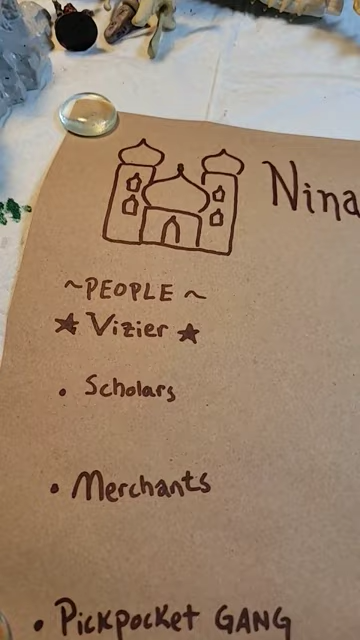 Nina
~PEOPLE~
★ Vizier ★
• Scholars
• Merchants
• Pickpocket GANG